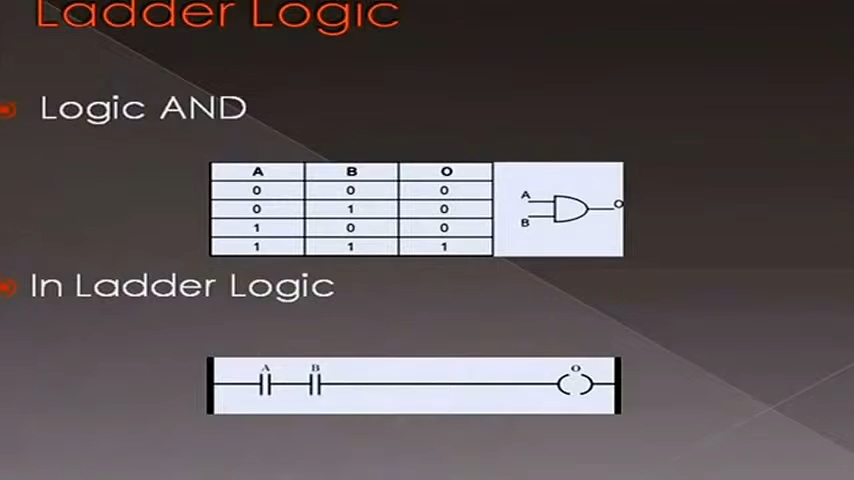 Ladder Logic
Logic AND
A B O
0 0 0
0 1 0
1 0 0
1 1 1
A
O
B
In Ladder Logic
A B O